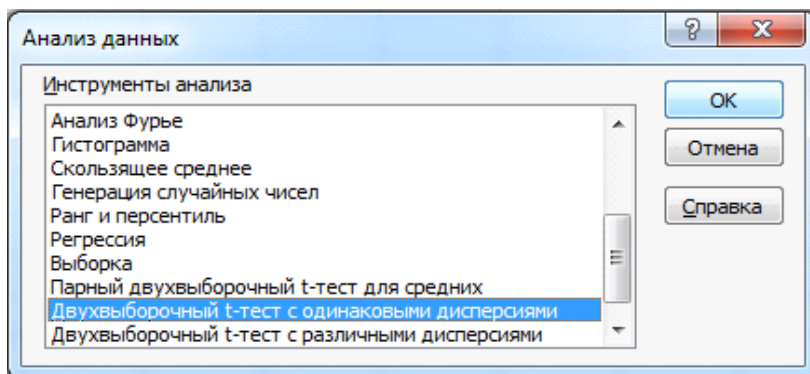 Анализ данных
?
Инструменты анализа
Анализ Фурье
Гистограмма
Скользящее среднее
Генерация случайных чисел
Ранг и персентиль
Регрессия
Выборка
Парный двухвыборочный t-тест для средних
Двухвыборочный t-тест с одинаковыми дисперсиями
Двухвыборочный t-тест с различными дисперсиями
ОК
Отмена
Справка